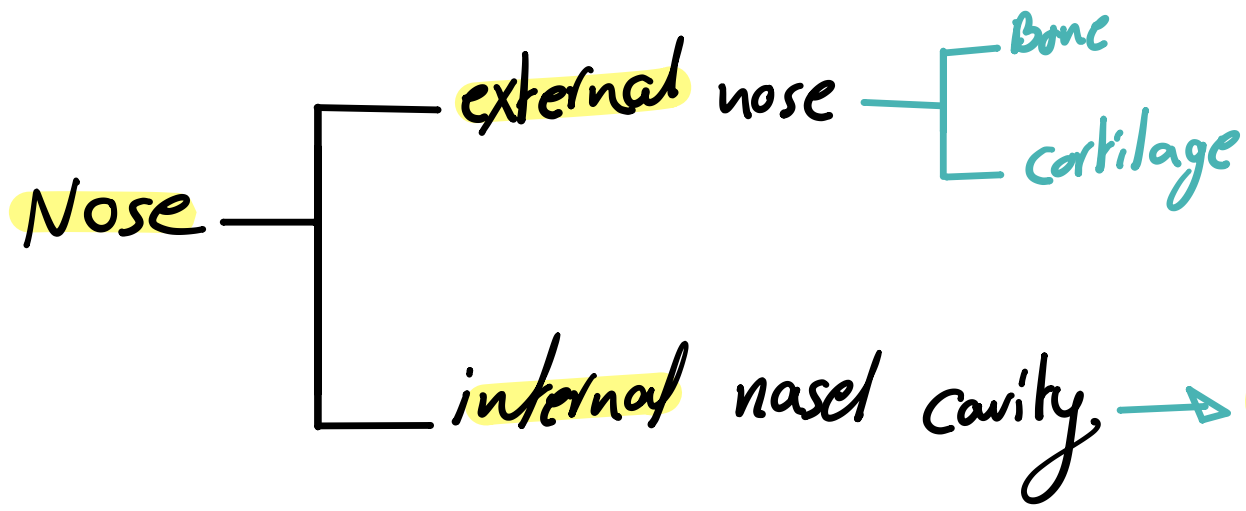 Bone
external nose
cartilage
Nose
internal nasel cavity